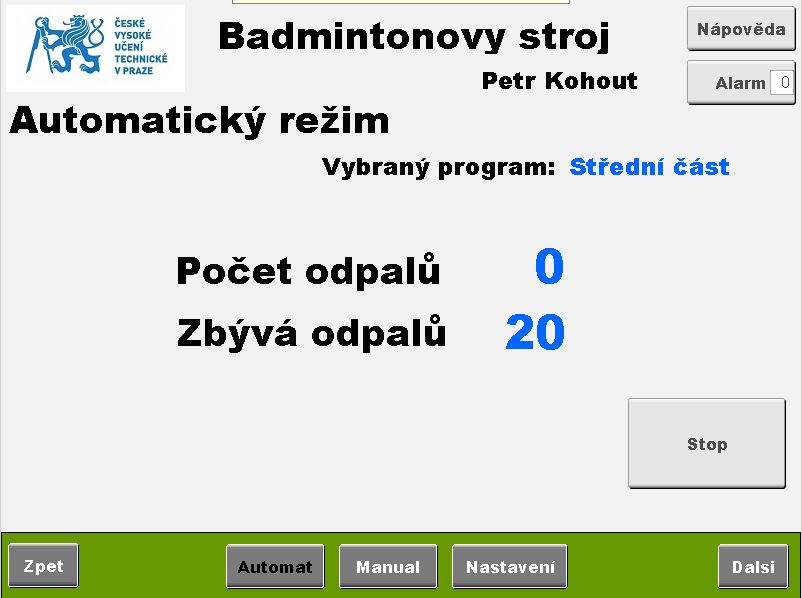 ČESKÉ
VYSOKÉ
UČENÍ
TECHNICKÉ
V PRAZE
Badmintonovy stroj
Nápověda
Petr Kohout
Alarm 0
Automatický režim
Vybraný program: Střední část
Počet odpalů 0
Zbývá odpalů 20
Stop
Zpet Automat Manual Nastavení Dalsi